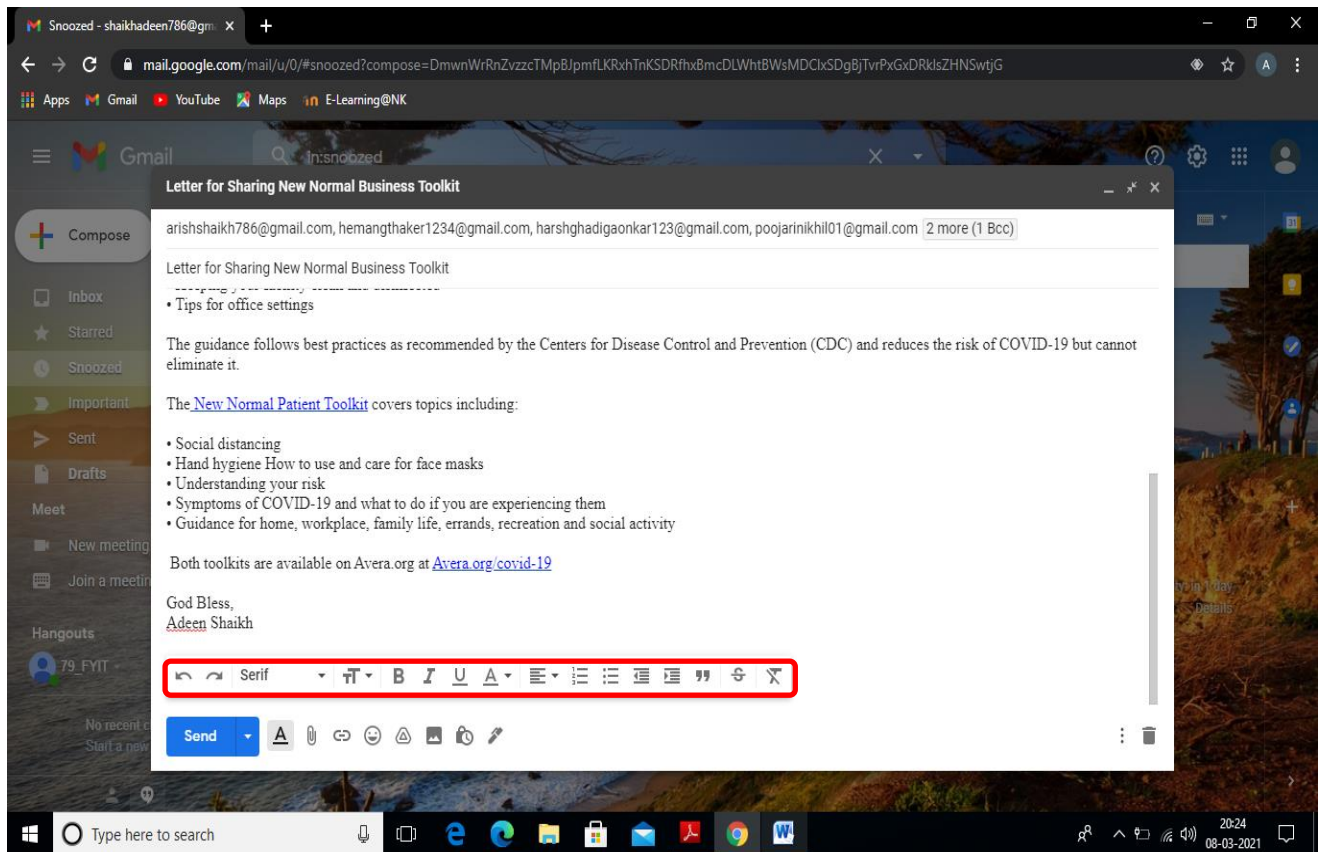 Snoozed - shaikhadeen786@gm
mail.google.com/mail/u/0/#snoozed?compose=DmwnWrRnZvzzcTMpBJpmfLKRxhTnKSDRfhxBmcDLWhtBWsMDClxSDgBjTvrPxGxDRklsZHNSwtjG
A
Apps Gmail YouTube Maps E-Learning@NK
Gmail In:snoozed
Letter for Sharing New Normal Business Toolkit
arishshaikh786@gmail.com, hemangthaker1234@gmail.com, harshghadigaonkar123@gmail.com, poojarinikhil01@gmail.com 2 more (1 Bcc)
Compose
Letter for Sharing New Normal Business Toolkit
Inbox
• Tips for office settings
Starred
The guidance follows best practices as recommended by the Centers for Disease Control and Prevention (CDC) and reduces the risk of COVID-19 but cannot
eliminate it.
Snoozed
Important
The New Normal Patient Toolkit covers topics including:
Sent
• Social distancing
• Hand hygiene How to use and care for face masks
Drafts
• Understanding your risk
• Symptoms of COVID-19 and what to do if you are experiencing them
Meet
• Guidance for home, workplace, family life, errands, recreation and social activity
New meeting
Both toolkits are available on Avera.org at Avera.org/covid-19
Join a meetin
God Bless,
Details
Adeen Shaikh
Hangouts
79_FYIT -
Serif
No recent c
Start a new
Send
Type here to search
20:24
08-03-2021